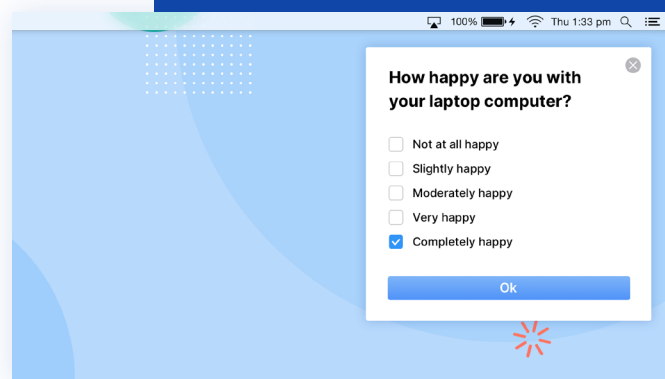 100% Thu 1:33 pm
How happy are you with
your laptop computer?
Not at all happy
Slightly happy
Moderately happy
Very happy
Completely happy
Ok